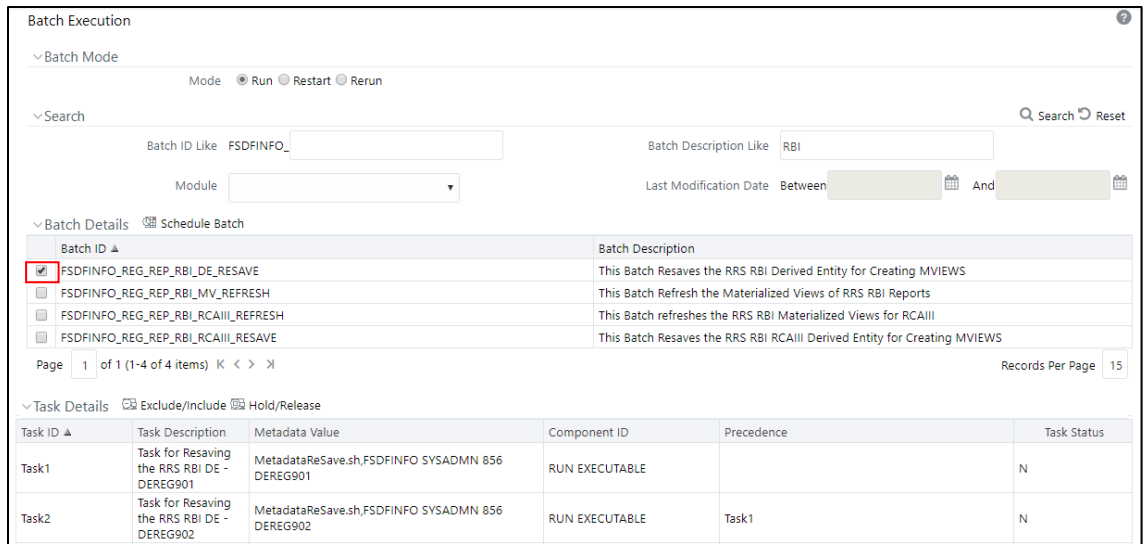 Batch Execution
Batch Mode
Mode Run Restart Rerun
Search Search Reset
Batch ID Like FSDFINFO_ Batch Description Like RBI
Module Last Modification Date Between And
Batch Details Schedule Batch
Batch ID Batch Description
FSDFINFO_REG_REP_RBI_DE_RESAVE This Batch Resaves the RRS RBI Derived Entity for Creating MVIEWS
FSDFINFO_REG_REP_RBI_MV_REFRESH This Batch Refresh the Materialized Views of RRS RBI Reports
FSDFINFO_REG_REP_RBI_RCAIII_REFRESH This Batch refreshes the RRS RBI Materialized Views for RCAIII
FSDFINFO_REG_REP_RBI_RCAIII_RESAVE This Batch Resaves the RRS RBI RCAIII Derived Entity for Creating MVIEWS
Page 1 of 1 (1-4 of 4 items) Records Per Page 15
Task Details Exclude/Include Hold/Release
Task ID Task Description Metadata Value Component ID Precedence Task Status
Task for Resaving
the RRS RBI DE -
DEREG901
Task1 MetadataReSave.sh,FSDFINFO SYSADMN 856
DEREG901
RUN EXECUTABLE N
Task for Resaving
the RRS RBI DE -
DEREG902
Task2 MetadataReSave.sh,FSDFINFO SYSADMN 856
DEREG902
RUN EXECUTABLE Task1 N